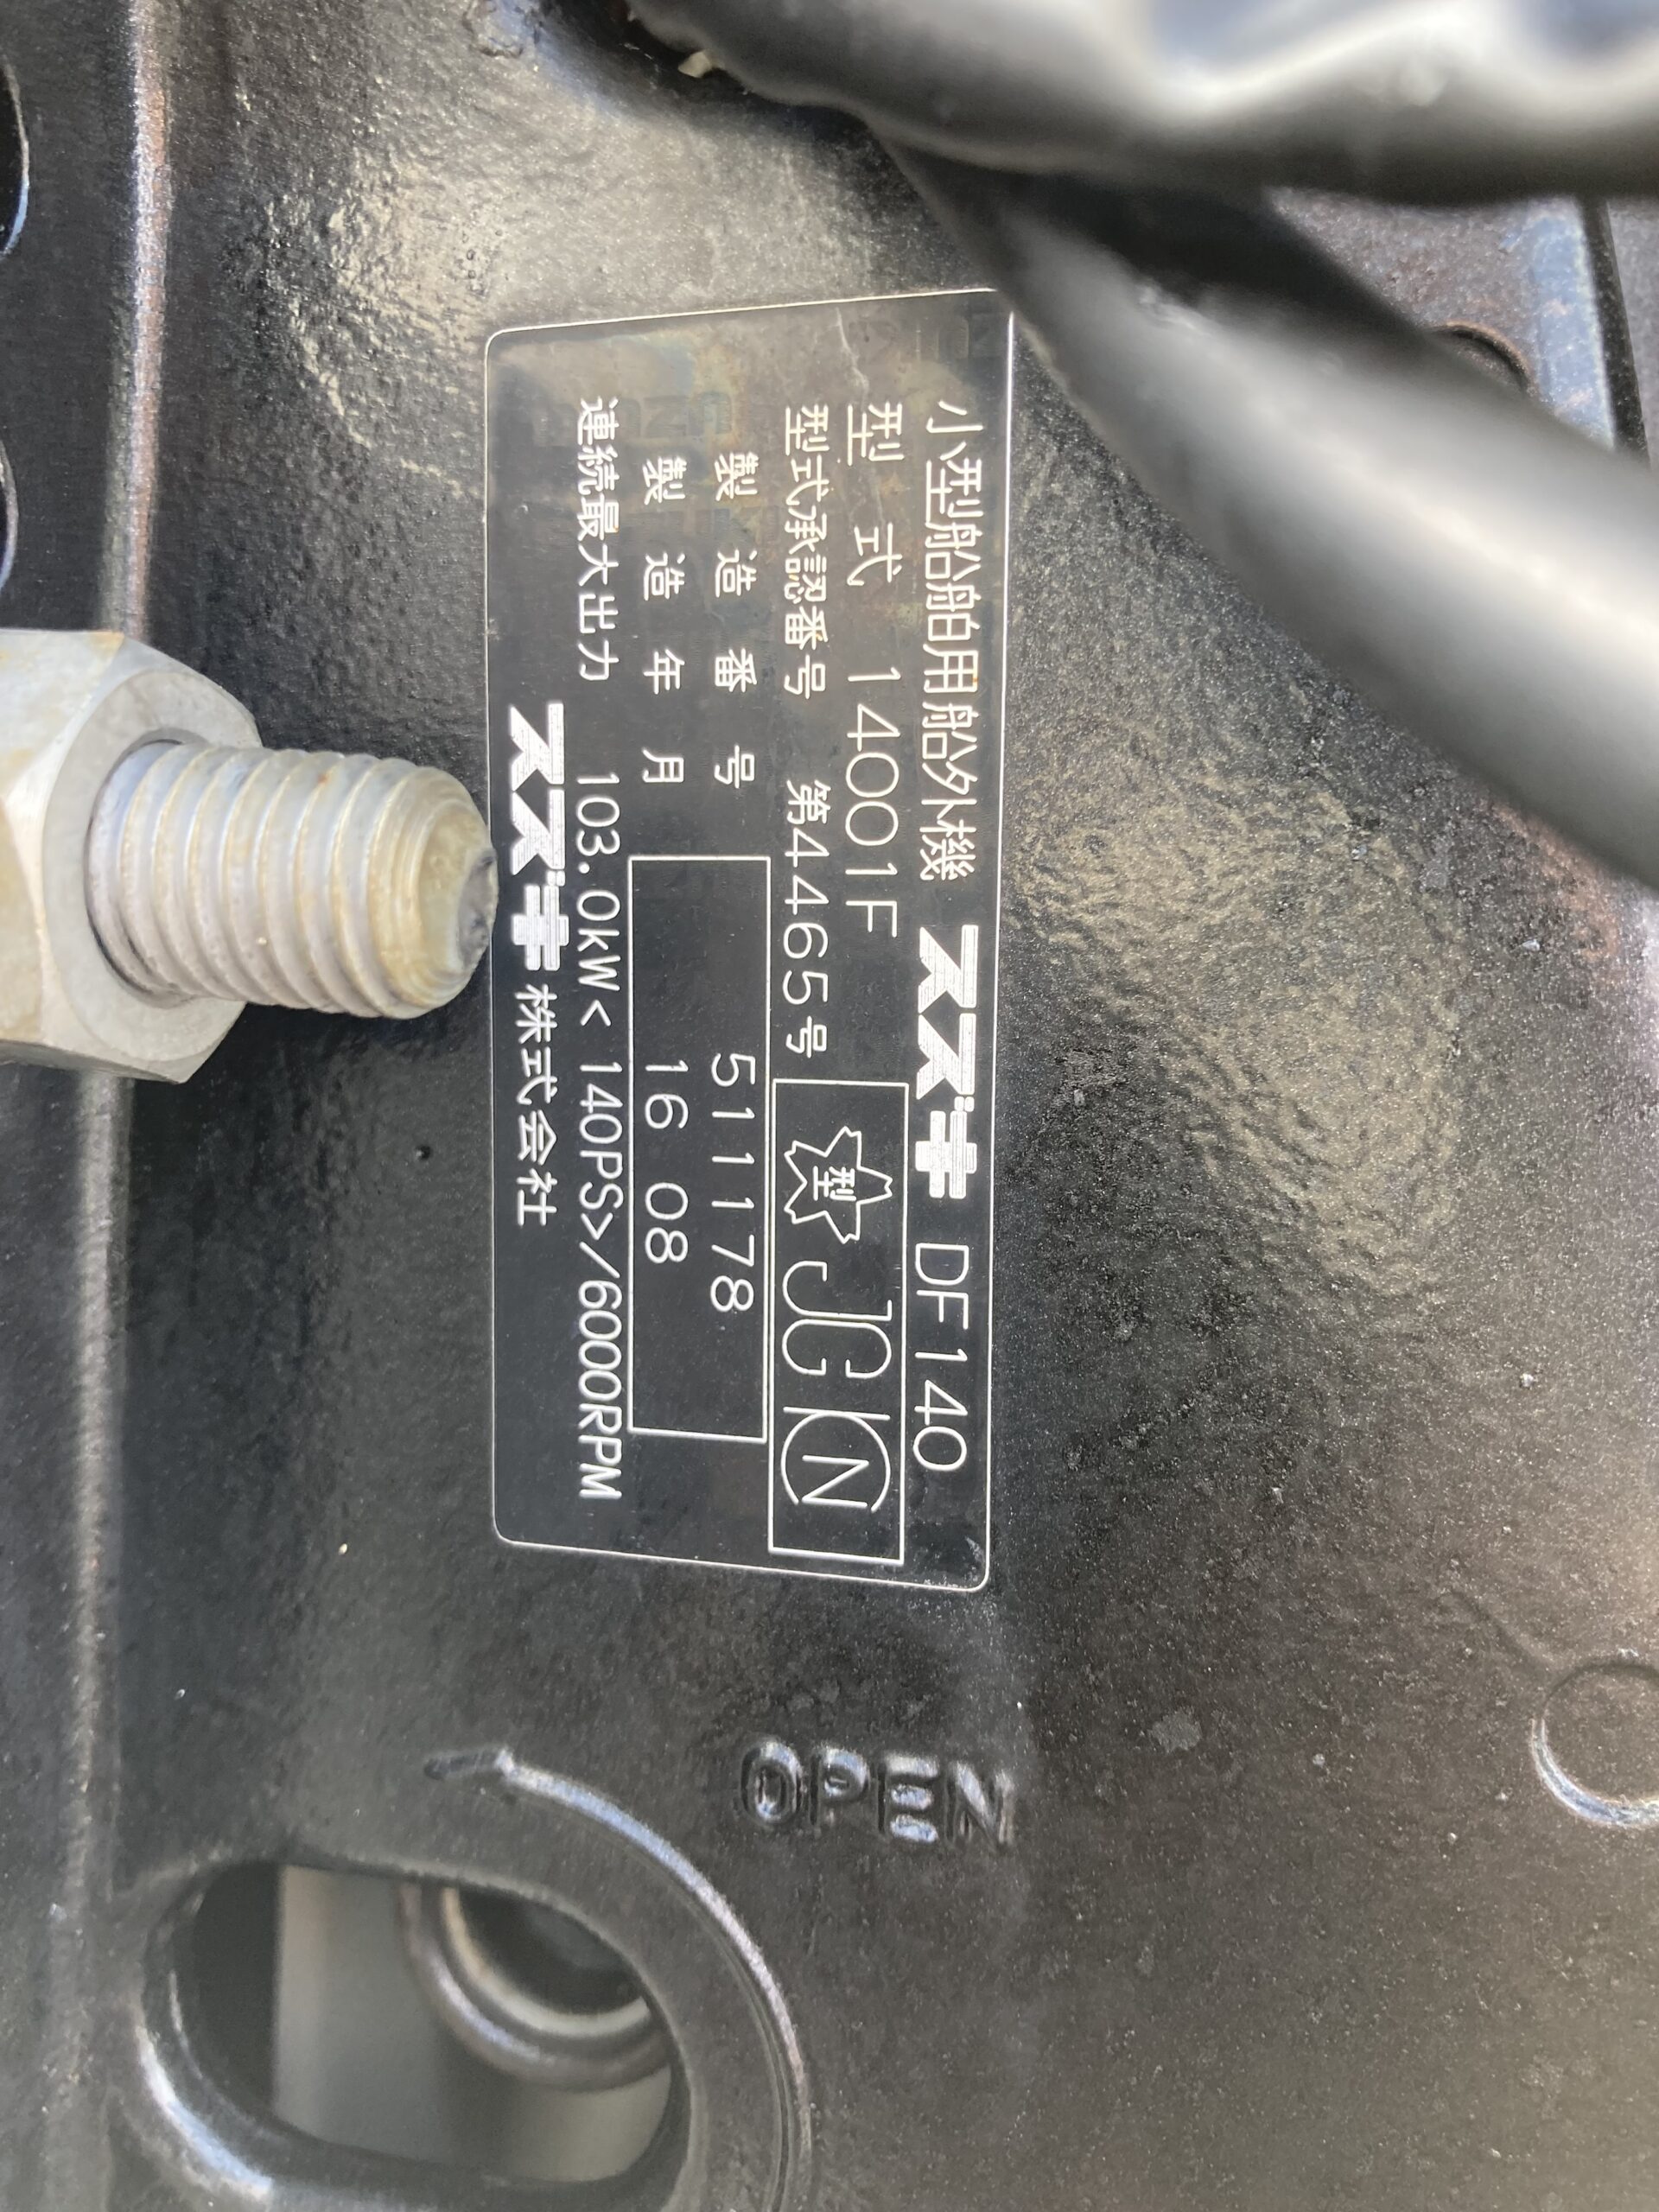 小型船舶用船外機 スズキ DF140
型式 14001F
型式承認番号 第4465号
型 JCI N
製造番号 511178
製造年月 16 08
連続最大出力 103.0kW< 140PS>/6000RPM
スズキ株式会社
OPEN